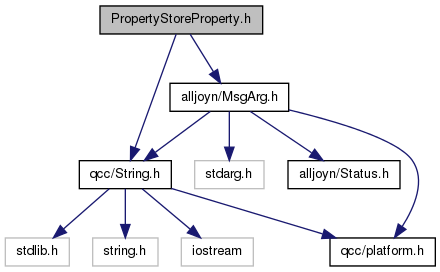 PropertyStoreProperty.h
alljoyn/MsgArg.h
qcc/String.h
stdarg.h
alljoyn/Status.h
stdlib.h
string.h
iostream
qcc/platform.h